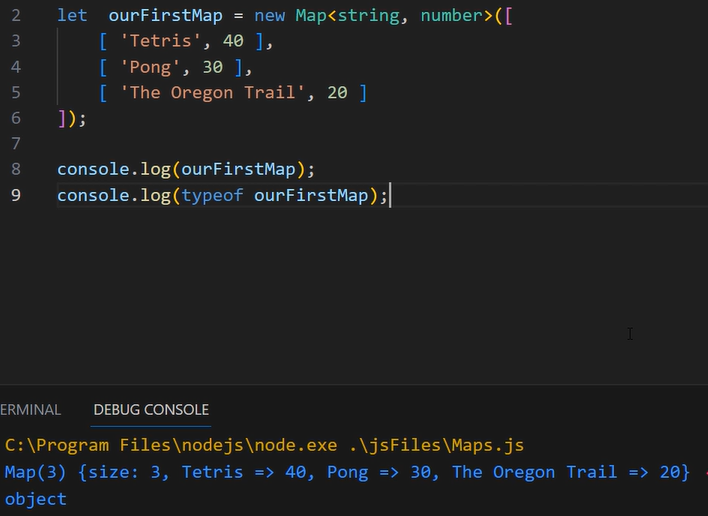 2 let  ourFirstMap = new Map<string, number>([
3     [ 'Tetris', 40 ],
4     [ 'Pong', 30 ],
5     [ 'The Oregon Trail', 20 ]
6 ]);
7
8 console.log(ourFirstMap);
9 console.log(typeof ourFirstMap);
ERMINAL DEBUG CONSOLE
C:\Program Files\nodejs\node.exe .\jsFiles\Maps.js
Map(3) {size: 3, Tetris => 40, Pong => 30, The Oregon Trail => 20}
object